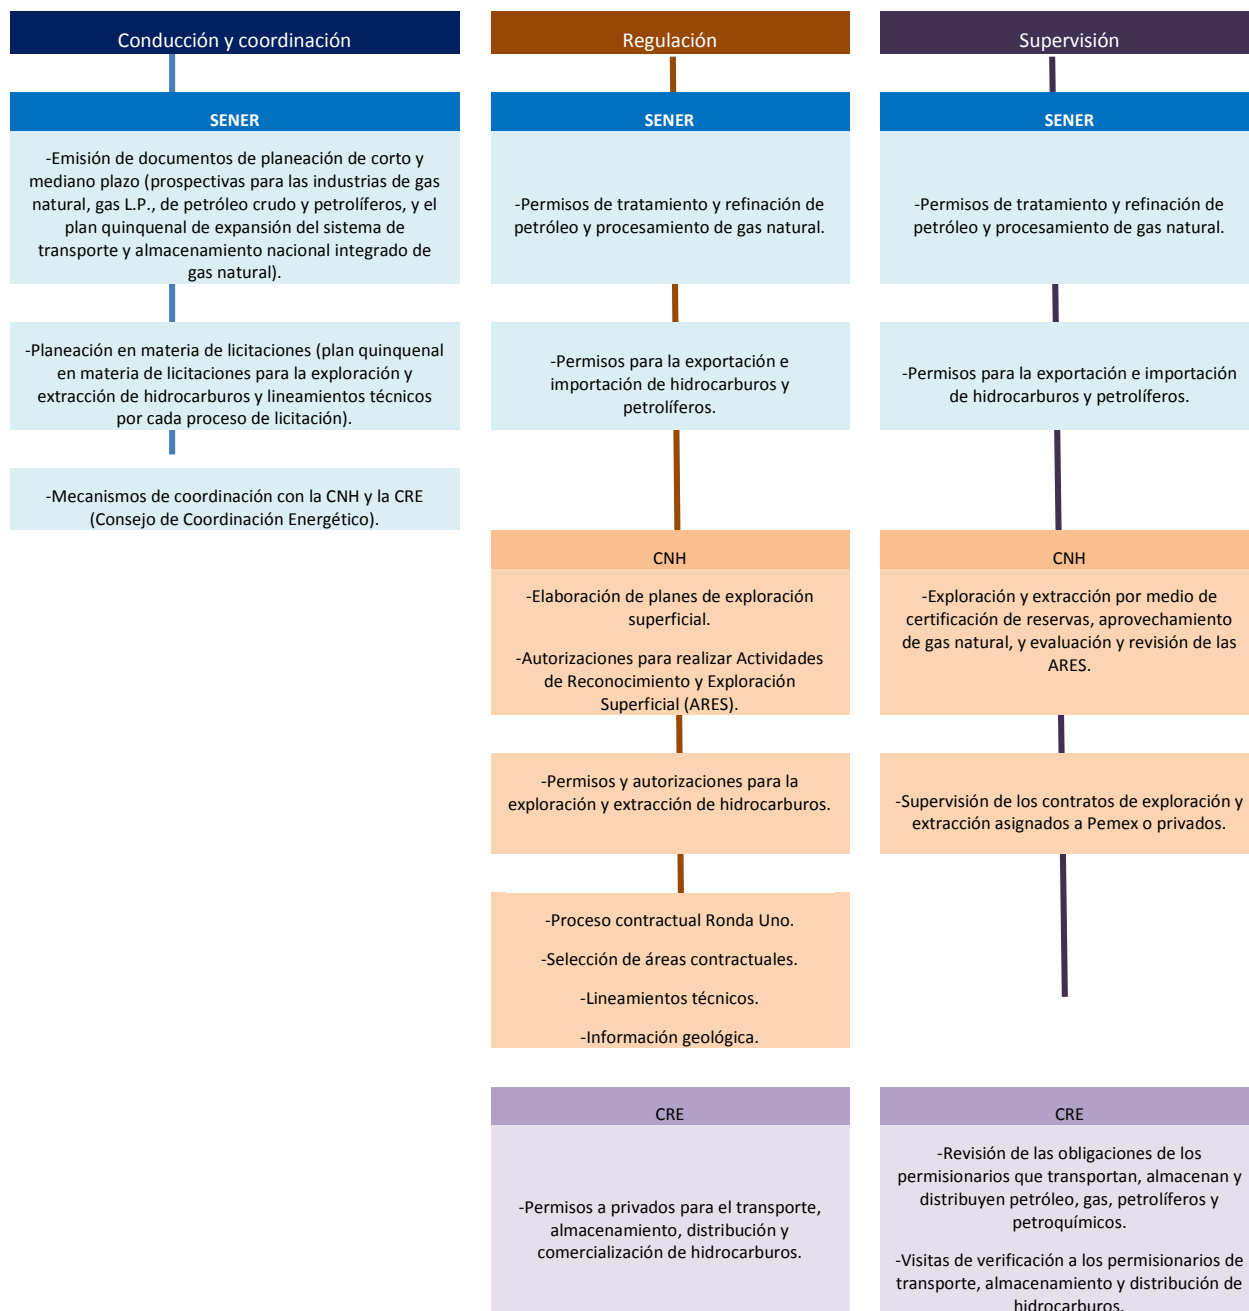 Conducción y coordinación
SENER
-Emisión de documentos de planeación de corto y
mediano plazo (prospectivas para las industrias de gas
natural, gas L.P., de petróleo crudo y petrolíferos, y el
plan quinquenal de expansión del sistema de
transporte y almacenamiento nacional integrado de
gas natural).
-Planeación en materia de licitaciones (plan quinquenal
en materia de licitaciones para la exploración y
extracción de hidrocarburos y lineamientos técnicos
por cada proceso de licitación).
-Mecanismos de coordinación con la CNH y la CRE
(Consejo de Coordinación Energético).
Regulación
SENER
-Permisos de tratamiento y refinación de
petróleo y procesamiento de gas natural.
-Permisos para la exportación e
importación de hidrocarburos y
petrolíferos.
CNH
-Elaboración de planes de exploración
superficial.
-Autorizaciones para realizar Actividades
de Reconocimiento y Exploración
Superficial (ARES).
-Permisos y autorizaciones para la
exploración y extracción de hidrocarburos.
-Proceso contractual Ronda Uno.
-Selección de áreas contractuales.
-Lineamientos técnicos.
-Información geológica.
CRE
-Permisos a privados para el transporte,
almacenamiento, distribución y
comercialización de hidrocarburos.
Supervisión
SENER
-Permisos de tratamiento y refinación de
petróleo y procesamiento de gas natural.
-Permisos para la exportación e importación
de hidrocarburos y petrolíferos.
CNH
-Exploración y extracción por medio de
certificación de reservas, aprovechamiento
de gas natural, y evaluación y revisión de las
ARES.
-Supervisión de los contratos de exploración y
extracción asignados a Pemex o privados.
CRE
-Revisión de las obligaciones de los
permisionarios que transportan, almacenan y
distribuyen petróleo, gas, petrolíferos y
petroquímicos.
-Visitas de verificación a los permisionarios de
transporte, almacenamiento y distribución de
hidrocarburos.